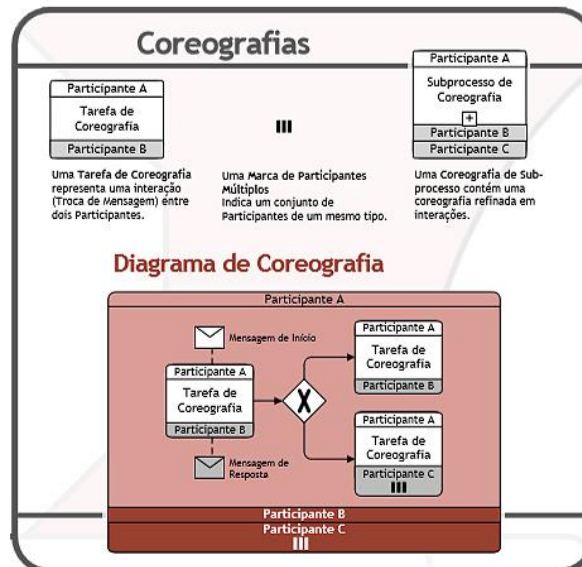 Coreografias
Participante A
Tarefa de
Coreografia
Participante B
Uma Tarefa de Coreografia
representa uma interação
(Troca de Mensagem) entre
dois Participantes.
Uma Marca de Participantes
Múltiplos
Indica um conjunto de
Participantes de um mesmo tipo.
Participante A
Subprocesso de
Coreografia
+
Participante B
Participante C
Uma Coreografia de Sub-
processo contém uma
coreografia refinada em
interações.
Diagrama de Coreografia
Participante A
Mensagem de Início
Participante A
Tarefa de
Coreografia
Participante B
Mensagem de
Resposta
X
Participante A
Tarefa de
Coreografia
Participante B
Participante A
Tarefa de
Coreografia
Participante C
Participante B
Participante C